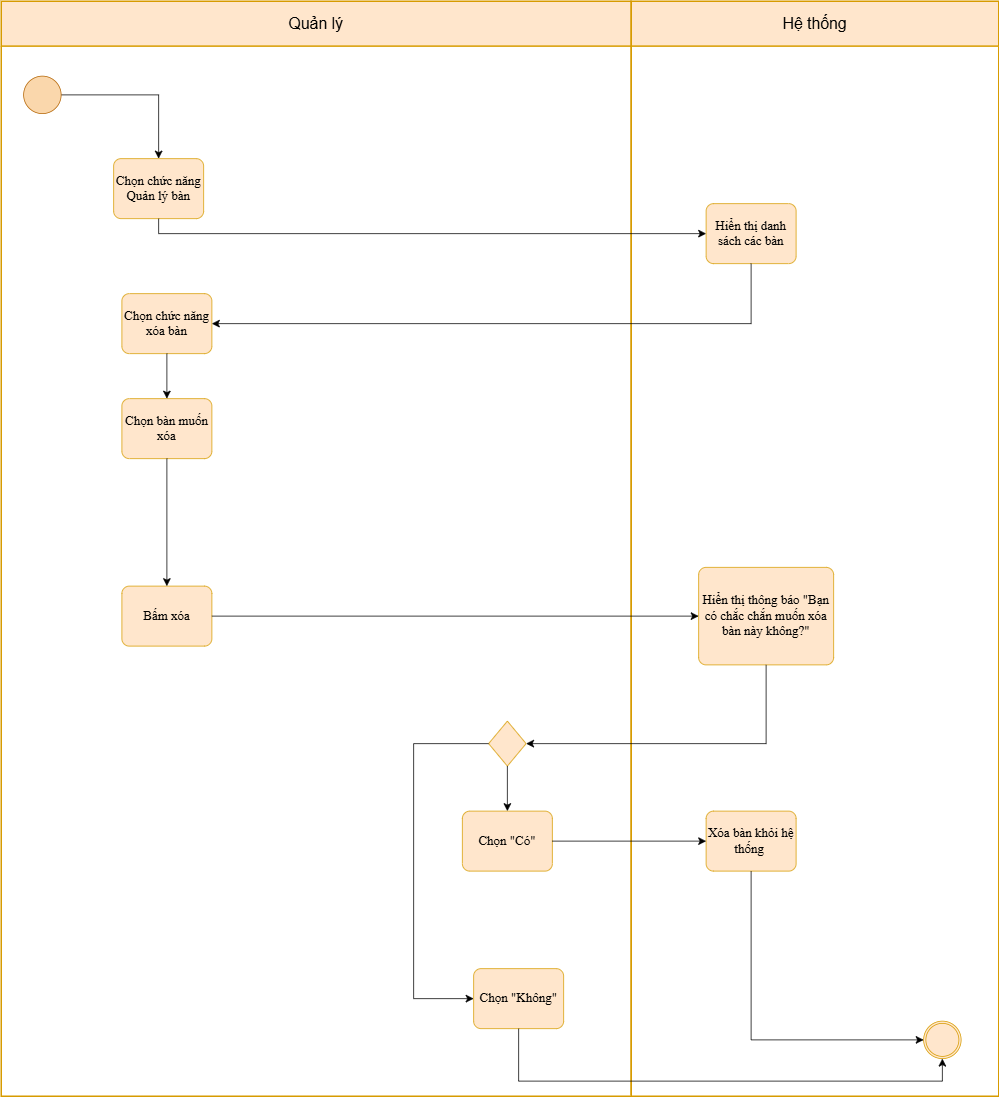 Quản lý
Hệ thống
Chọn chức năng
Quản lý bàn
Hiển thị danh
sách các bàn
Chọn chức năng
xóa bàn
Chọn bàn muốn
xóa
Bấm xóa
Hiển thị thông báo "Bạn
có chắc chắn muốn xóa
bàn này không?"
Chọn "Có"
Xóa bàn khỏi hệ
thống
Chọn "Không"